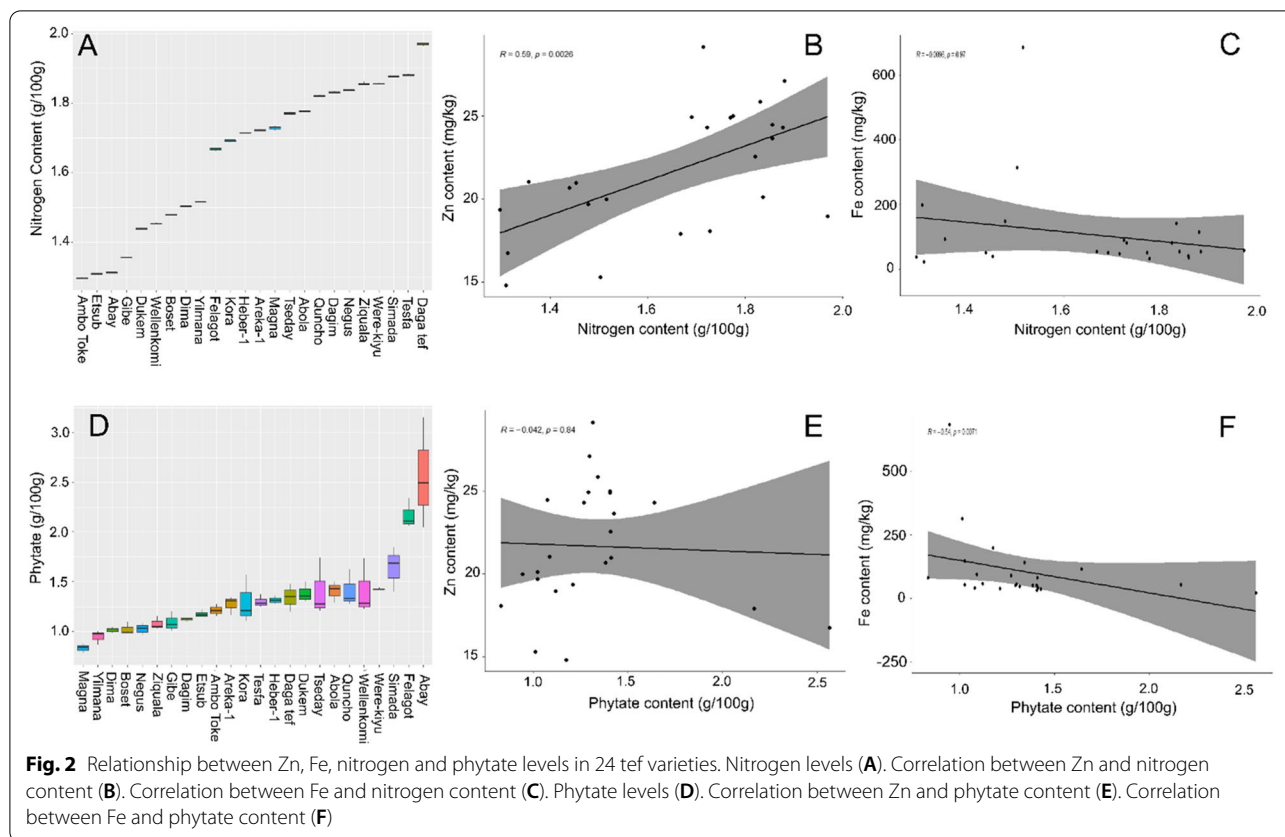 A
Nitrogen Content (g/100g)
2.0
1.8
1.6
1.4
Ambo Toke
Etsub
Abay
Gibe
Dukem
Wellenkomi
Boset
Dima
Yilmana
Felagot
Kora
Heber-1
Areka-1
Magna
Tseday
Abola
Quncho
Dagim
Negus
Ziquala
Were-kiyu
Simada
Tesfa
Daga tef
B
R = 0.59, p = 0.0026
Zn content (mg/kg)
25
20
15
1.4 1.6 1.8 2.0
Nitrogen content (g/100g)
C
p = 0.97
Fe content (mg/kg)
600
400
200
0
1.4 1.6 1.8 2.0
Nitrogen content (g/100g)
D
Phytate (g/100g)
3.0
2.5
2.0
1.5
1.0
Magna
Yilmana
Dima
Boset
Negus
Ziquala
Gibe
Dagim
Etsub
Ambo Toke
Areka-1
Kora
Tesfa
Heber-1
Daga tef
Dukem
Tseday
Abola
Quncho
Wellenkomi
Were-kiyu
Simada
Felagot
Abay
E
R = −0.042, p = 0.84
Zn content (mg/kg)
25
20
15
1.0 1.5 2.0 2.5
Phytate content (g/100g)
F
R = −0.54, p = 0.0071
Fe content (mg/kg)
500
250
0
-250
1.0 1.5 2.0 2.5
Phytate content (g/100g)
Fig. 2 Relationship between Zn, Fe, nitrogen and phytate levels in 24 tef varieties. Nitrogen levels (A). Correlation between Zn and nitrogen
content (B). Correlation between Fe and nitrogen content (C). Phytate levels (D). Correlation between Zn and phytate content (E). Correlation
between Fe and phytate content (F)